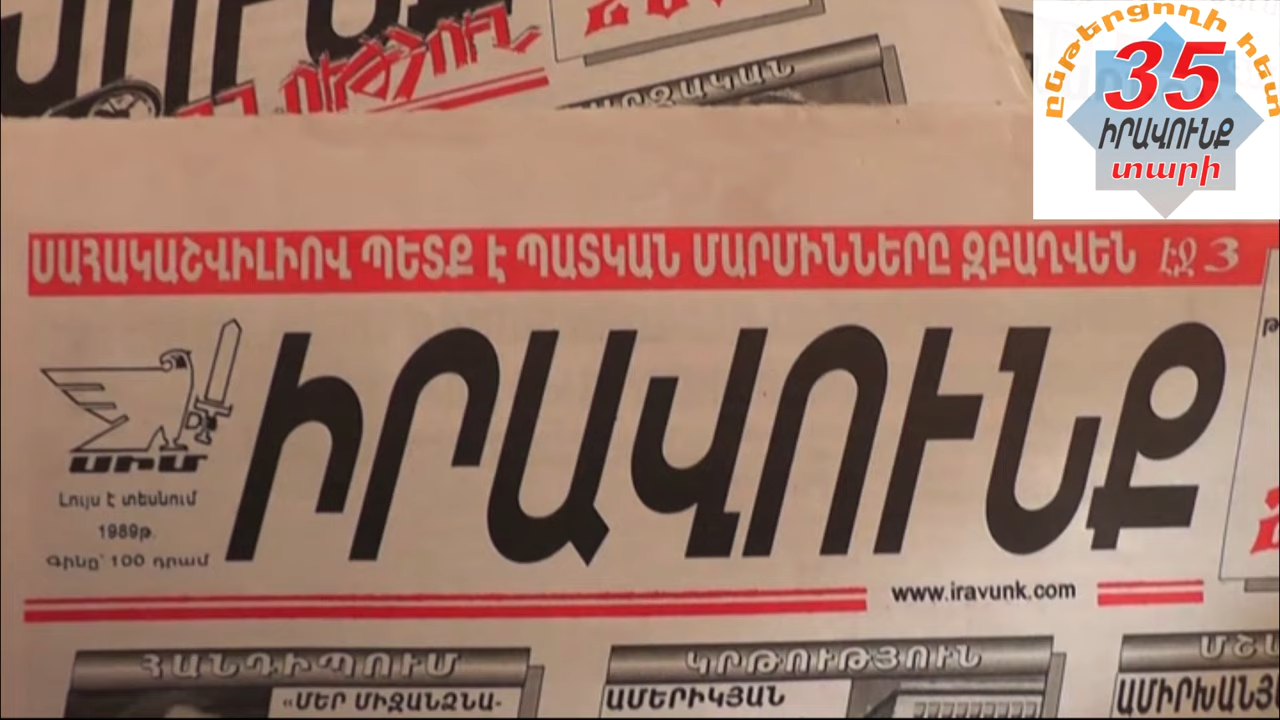 ԸՆԹԵՐՑՈՂԻ ՀԵՏ
35
ԻՐԱՎՈՒՆՔ
տարի
ՍԱՀԱԿԱՇՎԻԼԻՈՎ ՊԵՏՔ Է ՊԱՏԿԱՆ ՄԱՐՄԻՆՆԵՐԸ ԶԲԱՂՎԵՆ էջ 3
ԻՐԱՎՈՒՆՔ
ՍԻՄ
Լույս է տեսնում
1989թ.
Գինը՝ 100 դրամ
www.iravunk.com
ՀԱՆԴԻՊՈՒՄ
ԿՐԹՈՒԹՅՈՒՆ
«ՄԵՐ ՄԻՋԱՆՁՆԱ-
ԱՄԵՐԻԿՅԱՆ
ԱՄԻՐԽԱՆՅ